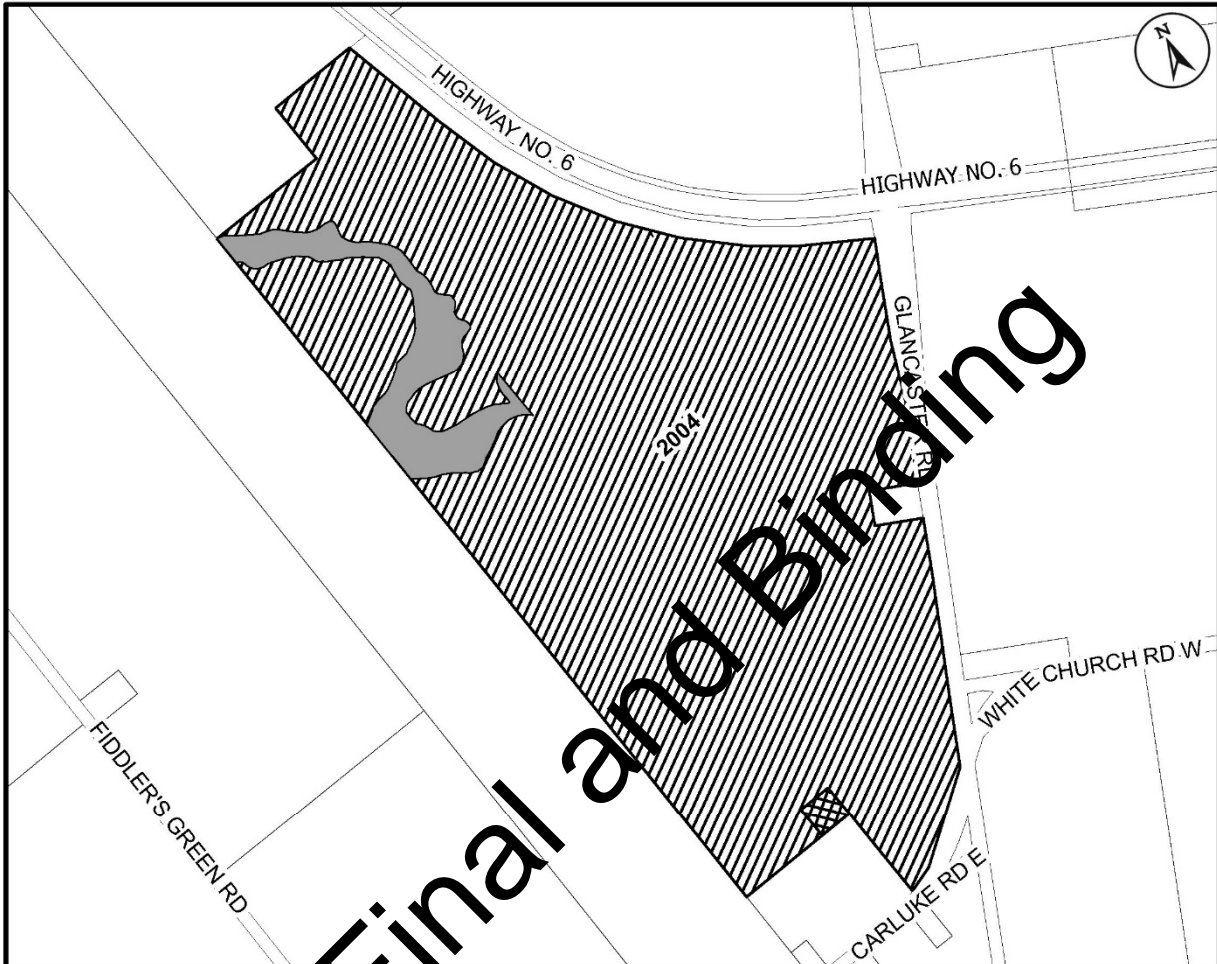 N
HIGHWAY NO. 6
HIGHWAY NO. 6
GLANCASTER RD
2004
WHITE CHURCH RD W
FIDDLER'S GREEN RD
CARLUKE RD E
Final and Binding